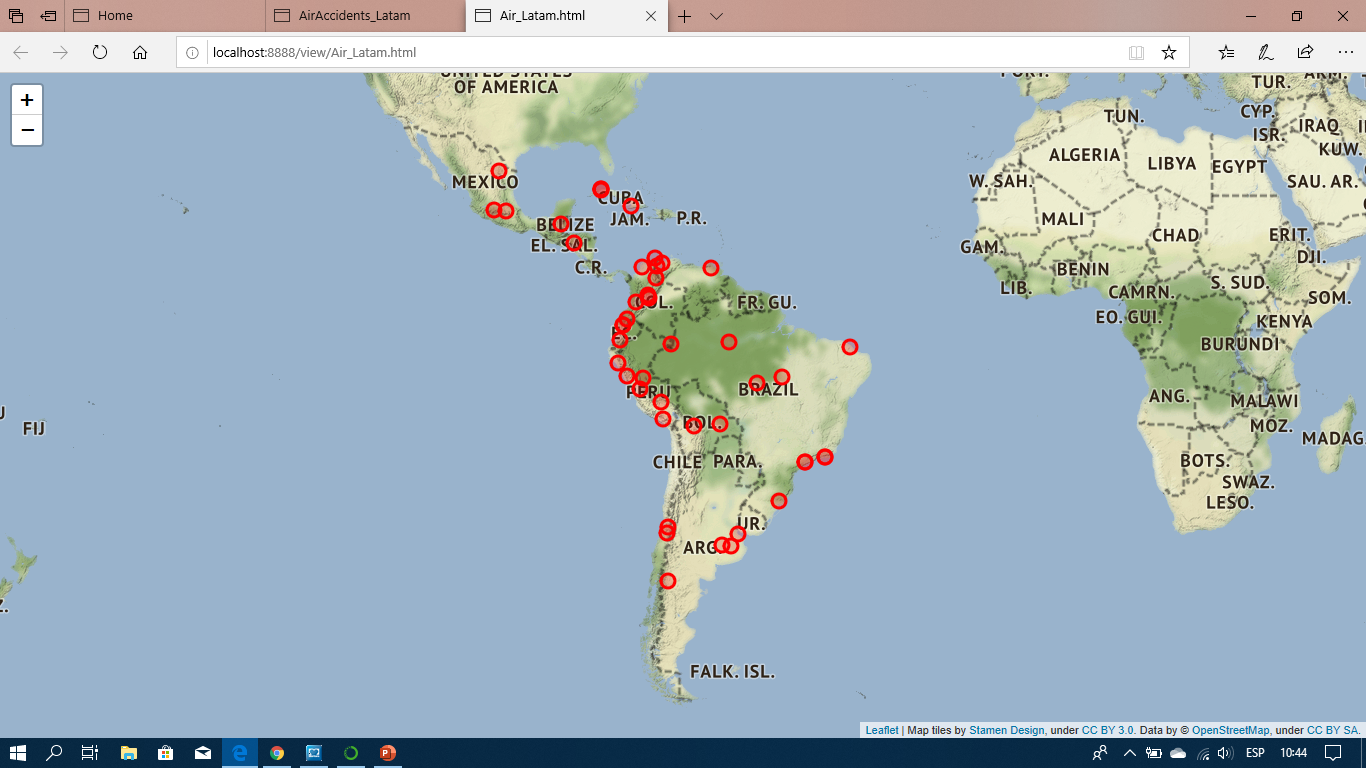 Home
AirAccidents_Latam
Air_Latam.html
localhost:8888/view/Air_Latam.html
+
−
UNITED STATES
OF AMERICA
MEXICO
CUBA
JAM.
P.R.
BELIZE
EL. SAL.
C.R.
COL.
FR. GU.
PERU
BRAZIL
BOL.
CHILE
PARA.
UR.
ARG.
FALK. ISL.
FIJ
Z.
PORT.
TUN.
TUR.
ARM.
CYP.
ISR.
IRAQ
KUW.
ALGERIA
LIBYA
EGYPT
W. SAH.
SAU. AR.
MALI
CHAD
ERIT.
DJI.
GAM.
BENIN
S. SUD.
LIB.
CAMRN.
SOM.
EO. GUI.
KENYA
BURUNDI
ANG.
MALAWI
MOZ.
MADAG
BOTS.
SWAZ.
LESO.
Leaflet | Map tiles by Stamen Design, under CC BY 3.0. Data by © OpenStreetMap, under CC BY SA.
ESP
10:44